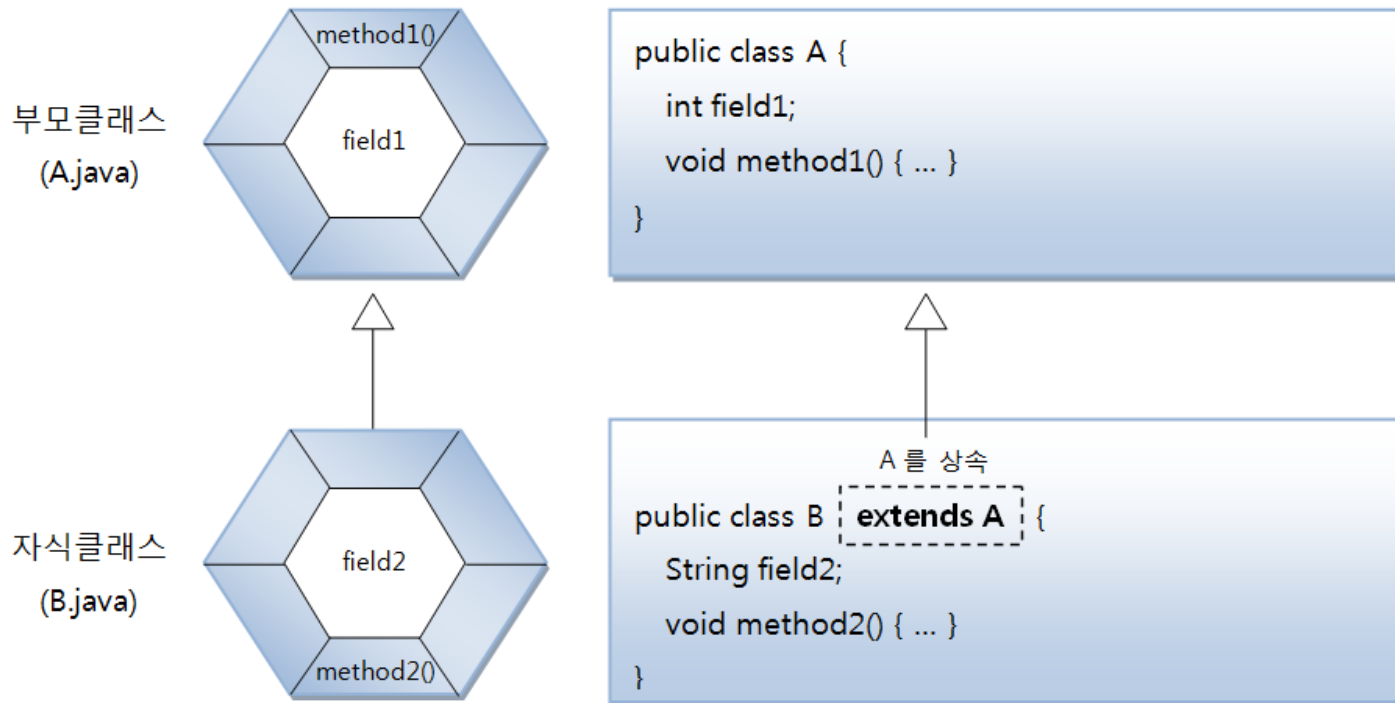 method1()
field1
부모클래스
(A.java)
public class A {
int field1;
void method1() { ... }
}
A 를 상속
public class B extends A {
String field2;
void method2() { ... }
}
자식클래스
(B.java)
field2
method2()